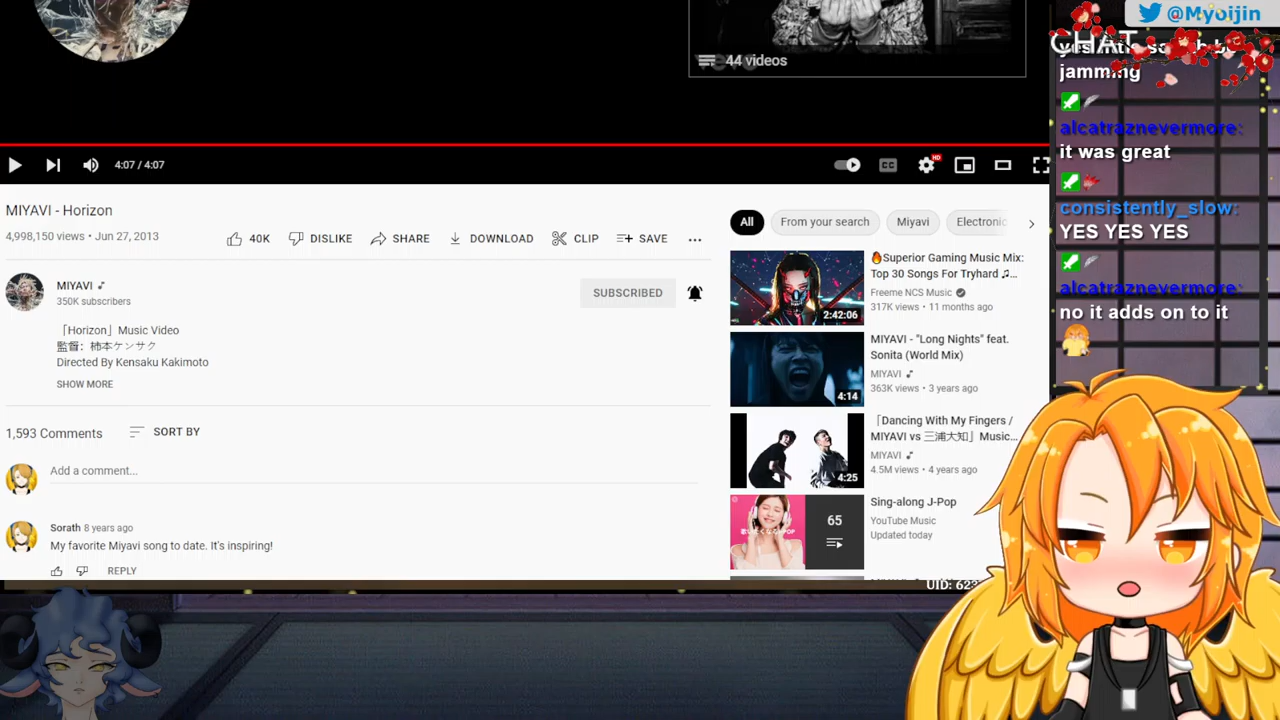 @Myoijin
CHAT
jamming
alcatraznevermore:
it was great
consistently_slow:
YES YES YES
alcatraznevermore:
no it adds on to it
44 videos
4:07 / 4:07
CC
HD
MIYAVI - Horizon
4,998,150 views • Jun 27, 2013
40K
DISLIKE
SHARE
DOWNLOAD
CLIP
SAVE
MIYAVI
350K subscribers
SUBSCRIBED
「Horizon」Music Video
監督：柿本ケンサク
Directed By Kensaku Kakimoto
SHOW MORE
1,593 Comments
SORT BY
Add a comment...
Sorath 8 years ago
My favorite Miyavi song to date. It's inspiring!
REPLY
All
From your search
Miyavi
Electronic
🔥Superior Gaming Music Mix:
Top 30 Songs For Tryhard ♫...
Freeme NCS Music
317K views • 11 months ago
2:42:06
MIYAVI - "Long Nights" feat.
Sonita (World Mix)
MIYAVI
363K views • 3 years ago
4:14
「Dancing With My Fingers /
MIYAVI vs 三浦大知」Music...
MIYAVI
4.5M views • 4 years ago
4:25
Sing-along J-Pop
YouTube Music
Updated today
65
UID: